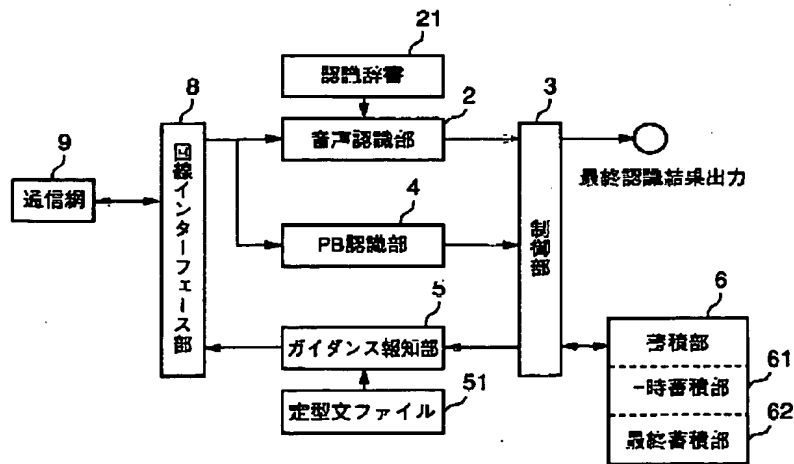 21
認識辞書
8
2
3
音声認識部
9
通信網
回線インターフェース部
最終認識結果出力
4
PB認識部
制御部
5
6
ガイダンス報知部
蓄積部
61
一時蓄積部
51
定型文ファイル
62
最終蓄積部